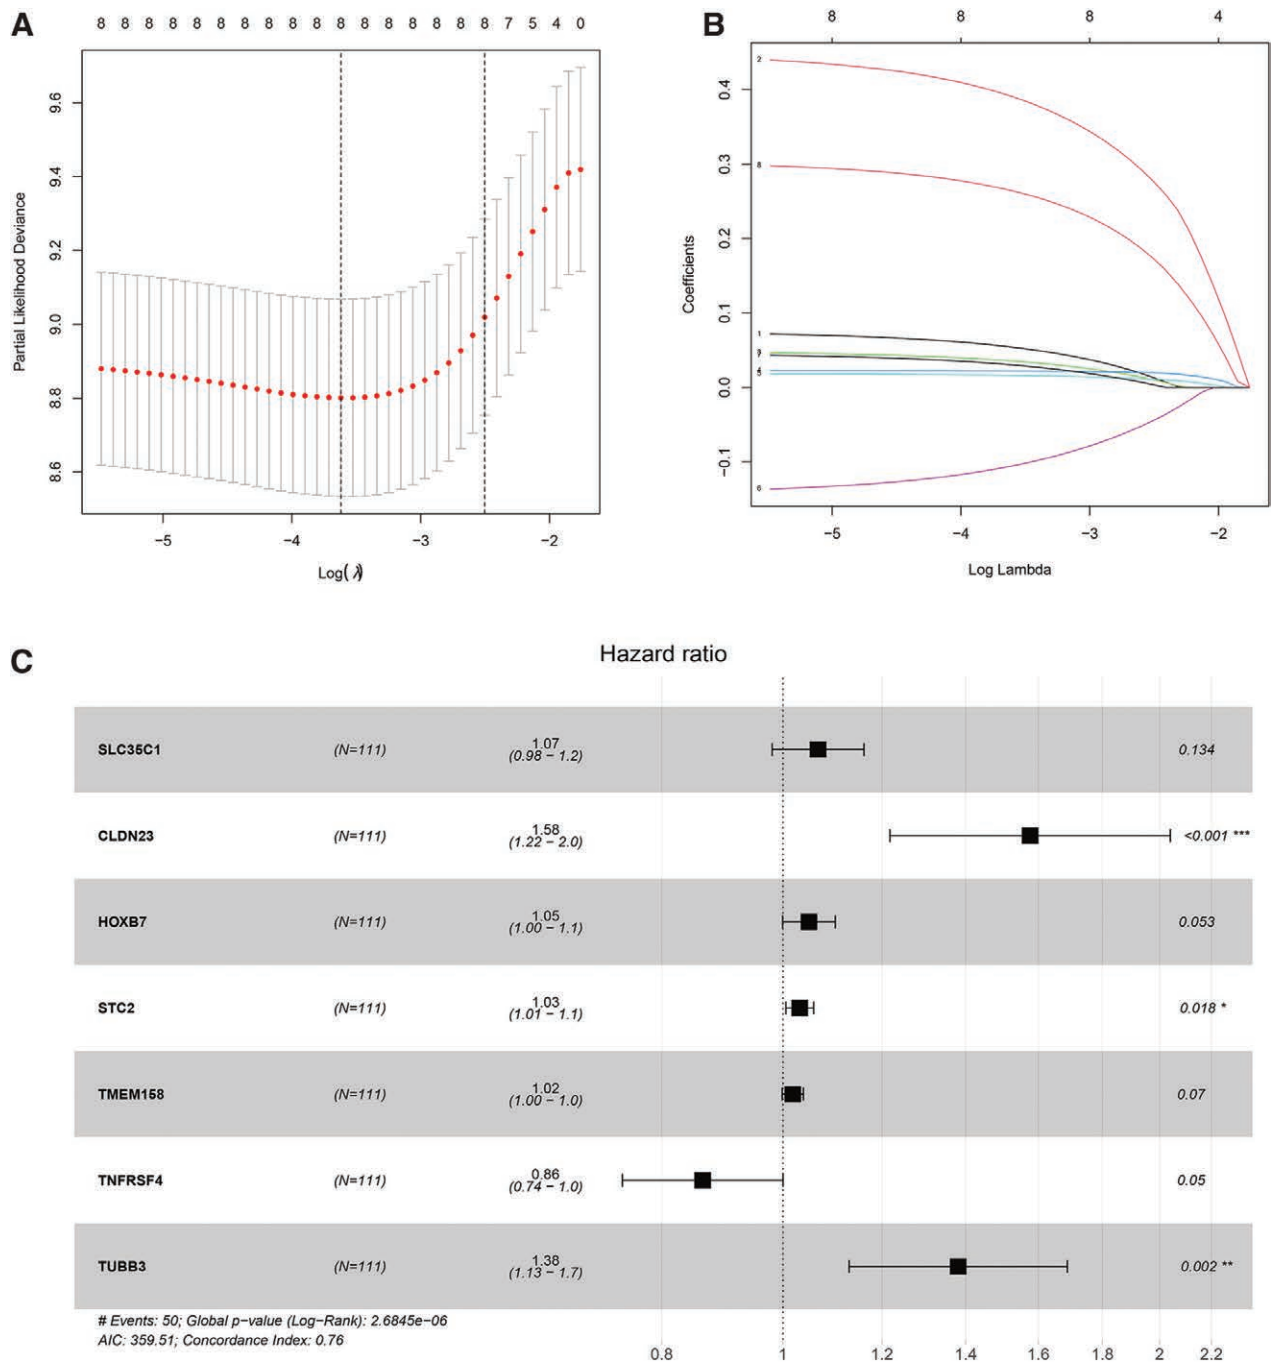 A
8 8 8 8 8 8 8 8 8 8 8 8 8 8 8 8 8 7 5 4 0
Partial Likelihood Deviance
9.6
9.4
9.2
9.0
8.8
8.6
−5 −4 −3 −2
Log(λ)
B
8 8 8 4
Coefficients
0.4
0.3
0.2
0.1
0.0
−0.1
2
8
1
5
6
−5 −4 −3 −2
Log Lambda
C
Hazard ratio
SLC35C1 (N=111) 1.07 0.134
(0.98 − 1.2)
CLDN23 (N=111) 1.58 <0.001 ***
(1.22 − 2.0)
HOXB7 (N=111) 1.05 0.053
(1.00 − 1.1)
STC2 (N=111) 1.03 0.018 *
(1.01 − 1.1)
TMEM158 (N=111) 1.02 0.07
(1.00 − 1.0)
TNFRSF4 (N=111) 0.86 0.05
(0.74 − 1.0)
TUBB3 (N=111) 1.38 0.002 **
(1.13 − 1.7)
# Events: 50; Global p−value (Log−Rank): 2.6845e−06
AIC: 359.51; Concordance Index: 0.76
0.8 1 1.2 1.4 1.6 1.8 2 2.2